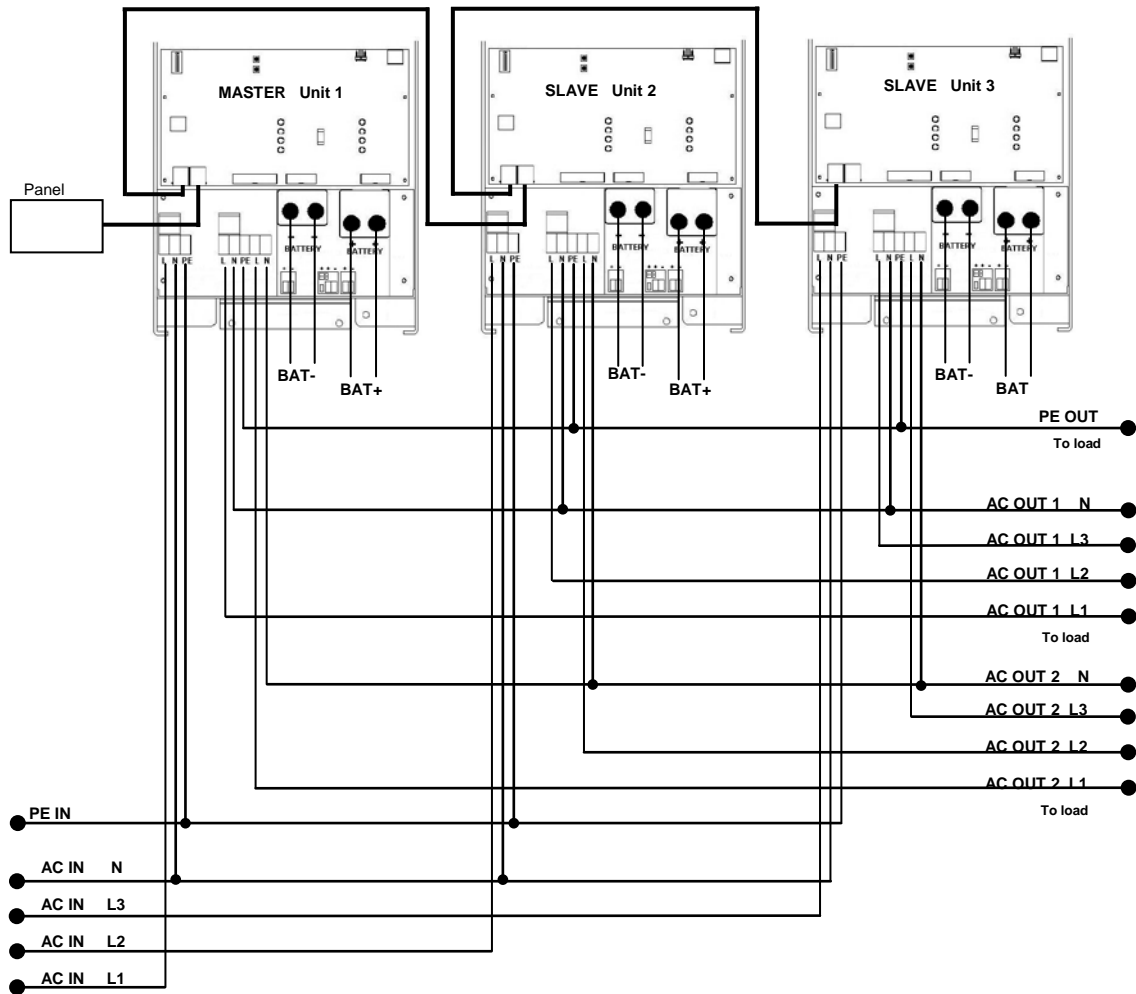 MASTER Unit 1
SLAVE Unit 2
SLAVE Unit 3
Panel
BATTERY BATTERY
BATTERY BATTERY
BATTERY BATTERY
L N PE
L N PE L N
L N PE
L N PE L N
L N PE
L N PE L N
BAT-
BAT+
BAT-
BAT+
BAT-
BAT
PE OUT
To load
AC OUT 1 N
AC OUT 1 L3
AC OUT 1 L2
AC OUT 1 L1
To load
AC OUT 2 N
AC OUT 2 L3
AC OUT 2 L2
AC OUT 2 L1
To load
PE IN
AC IN N
AC IN L3
AC IN L2
AC IN L1